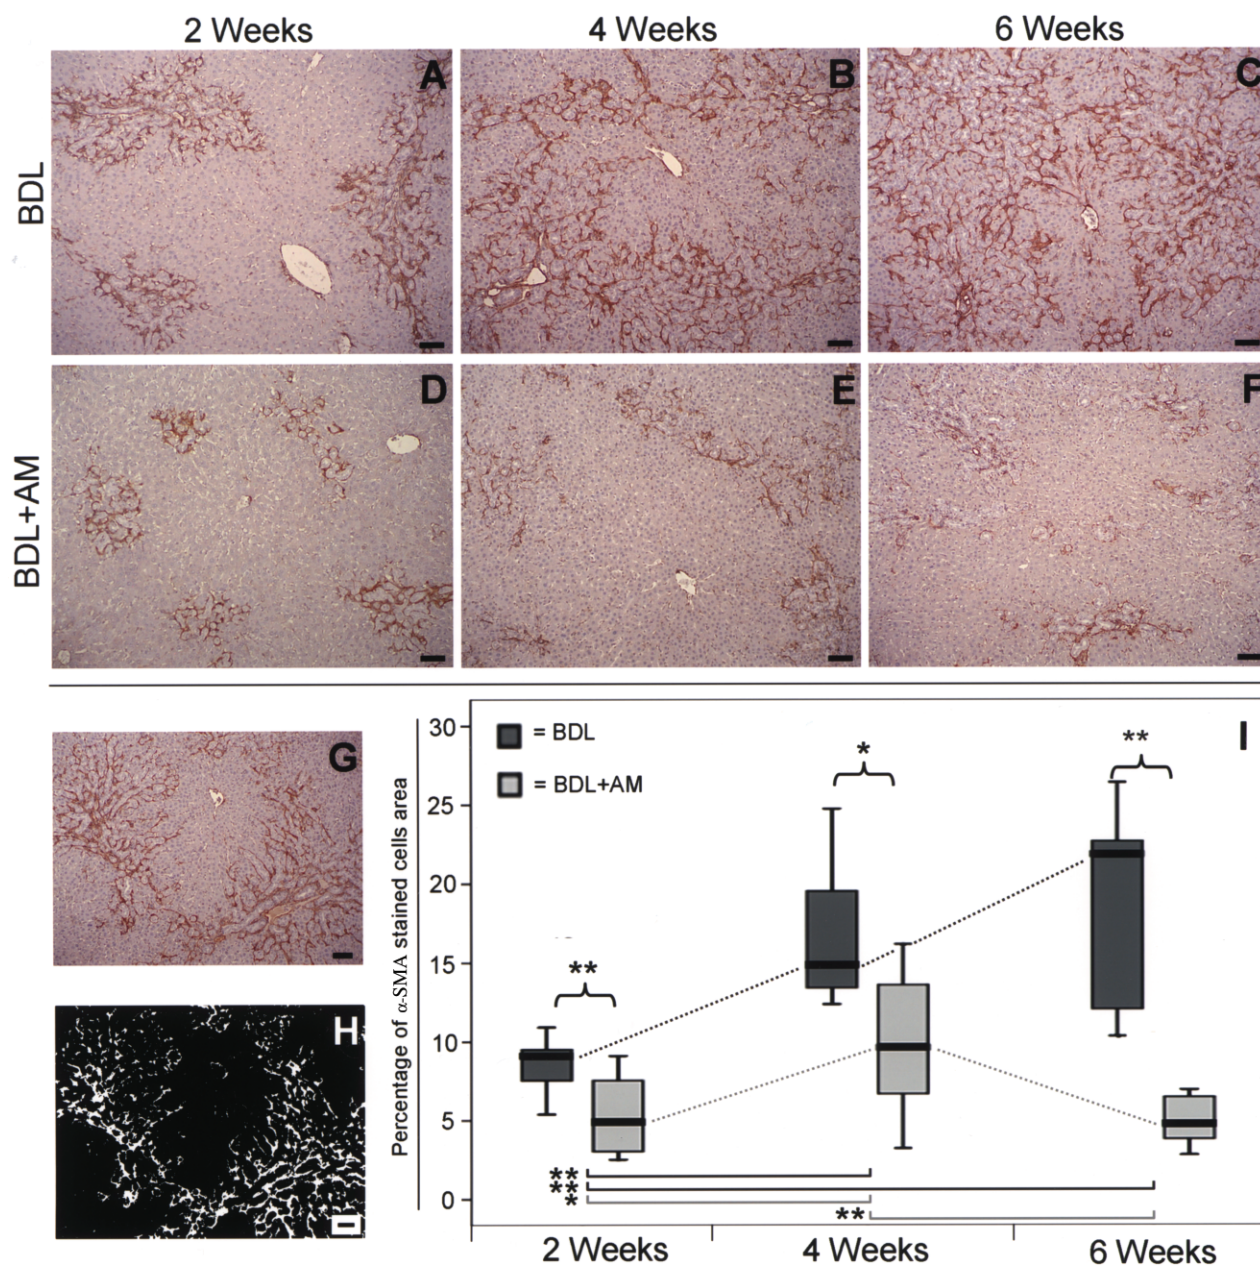 2 Weeks 4 Weeks 6 Weeks
BDL
A B C
BDL+AM
D E F
G
H
I
Percentage of α-SMA stained cells area
30
25
20
15
10
5
0
= BDL
= BDL+AM
**
*
**
**
**
*
**
2 Weeks 4 Weeks 6 Weeks